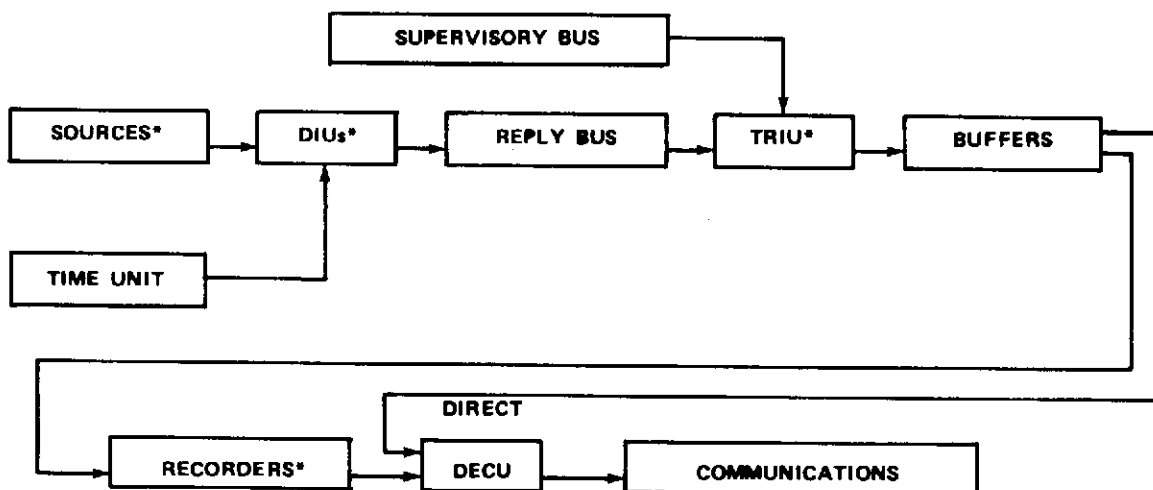 SUPERVISORY BUS
SOURCES*
DIUs*
REPLY BUS
TRIU*
BUFFERS
TIME UNIT
DIRECT
RECORDERS*
DECU
COMMUNICATIONS